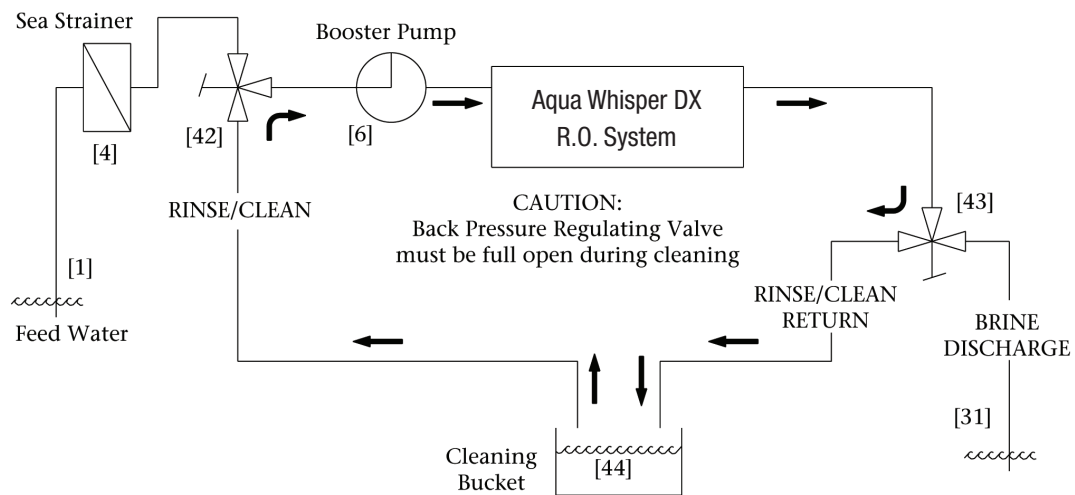 Sea Strainer
Booster Pump
Aqua Whisper DX
R.O. System
[4]
[42]
[6]
RINSE/CLEAN
CAUTION:
Back Pressure Regulating Valve
must be full open during cleaning
[43]
[1]
Feed Water
RINSE/CLEAN
RETURN
BRINE
DISCHARGE
[31]
Cleaning
Bucket
[44]